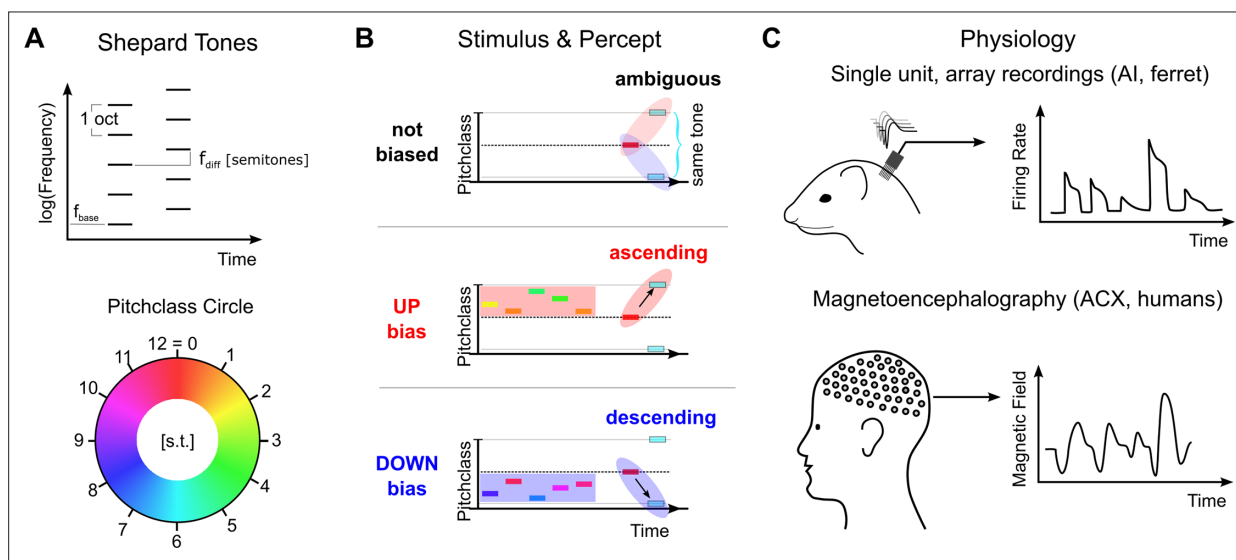 A
Shepard Tones
log(Frequency)
1 oct
f_diff [semitones]
f_base
Time
Pitchclass Circle
12 = 0
1
2
3
4
5
6
7
8
9
10
11
[s.t.]
B
Stimulus & Percept
ambiguous
not
biased
Pitchclass
same tone
ascending
UP
bias
Pitchclass
descending
DOWN
bias
Pitchclass
Time
C
Physiology
Single unit, array recordings (AI, ferret)
Firing Rate
Time
Magnetoencephalography (ACX, humans)
Magnetic Field
Time